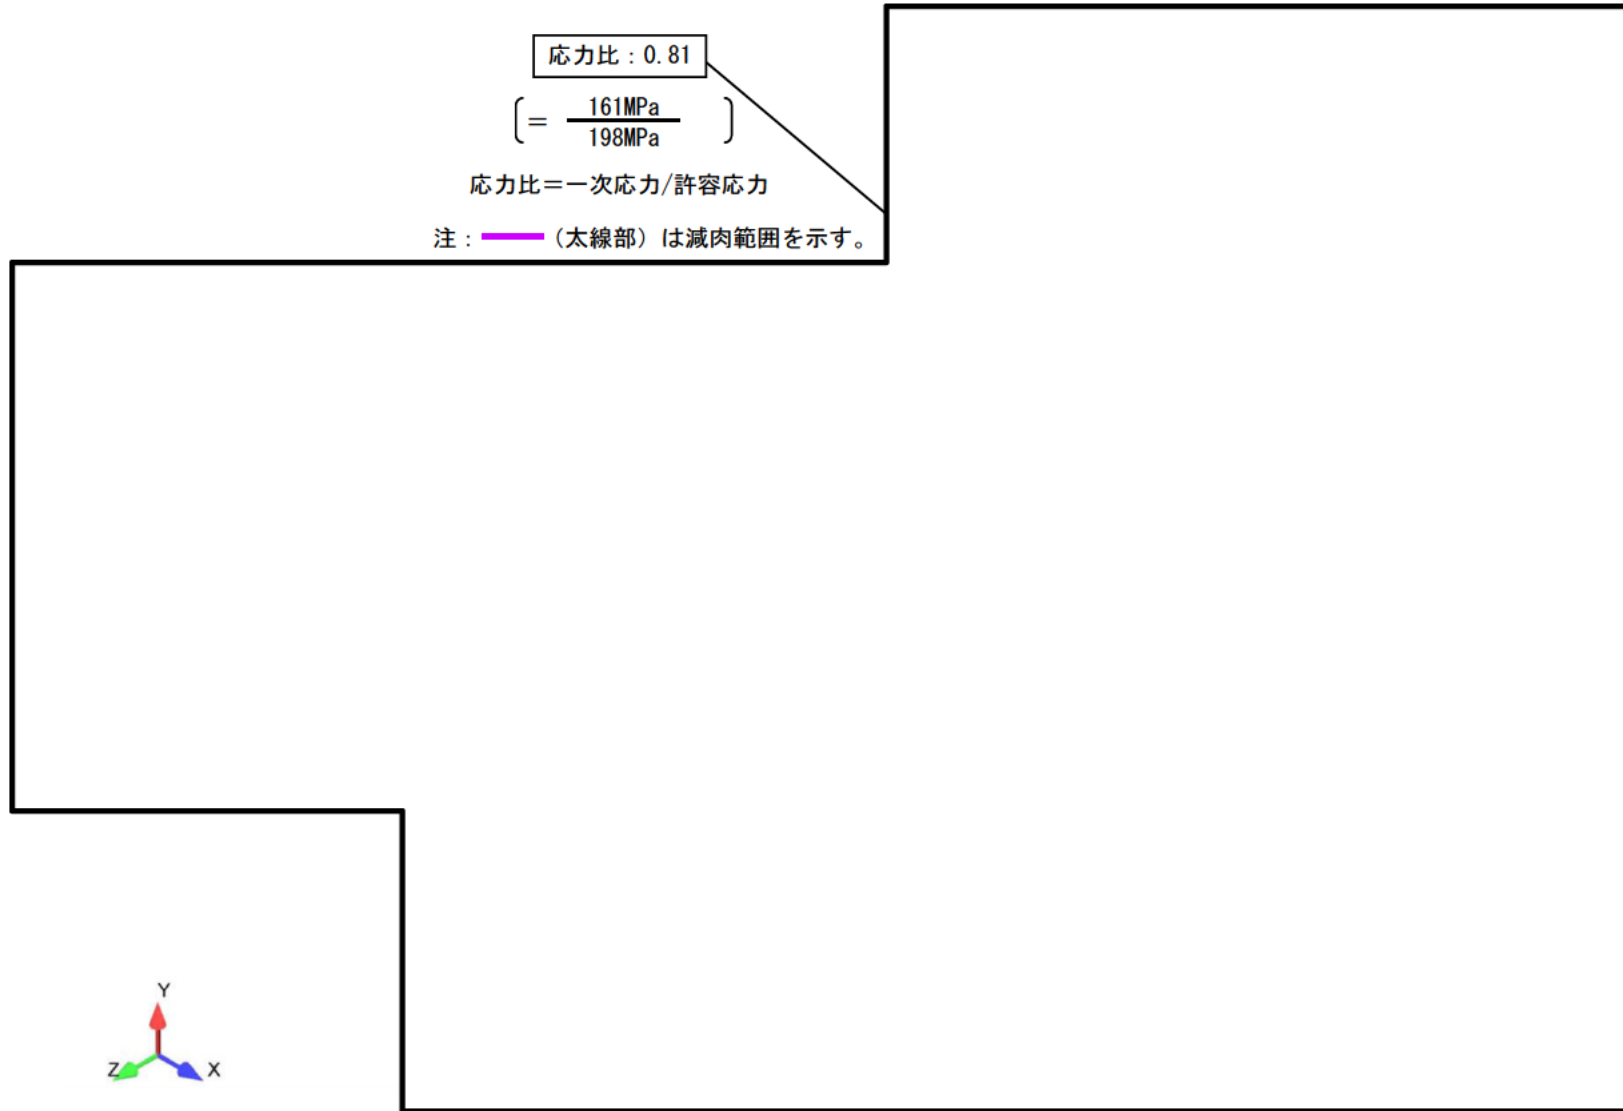 応力比：0.81
〔= 161MPa
198MPa 〕
応力比＝一次応力/許容応力
注：（太線部）は減肉範囲を示す。
Y
Z X